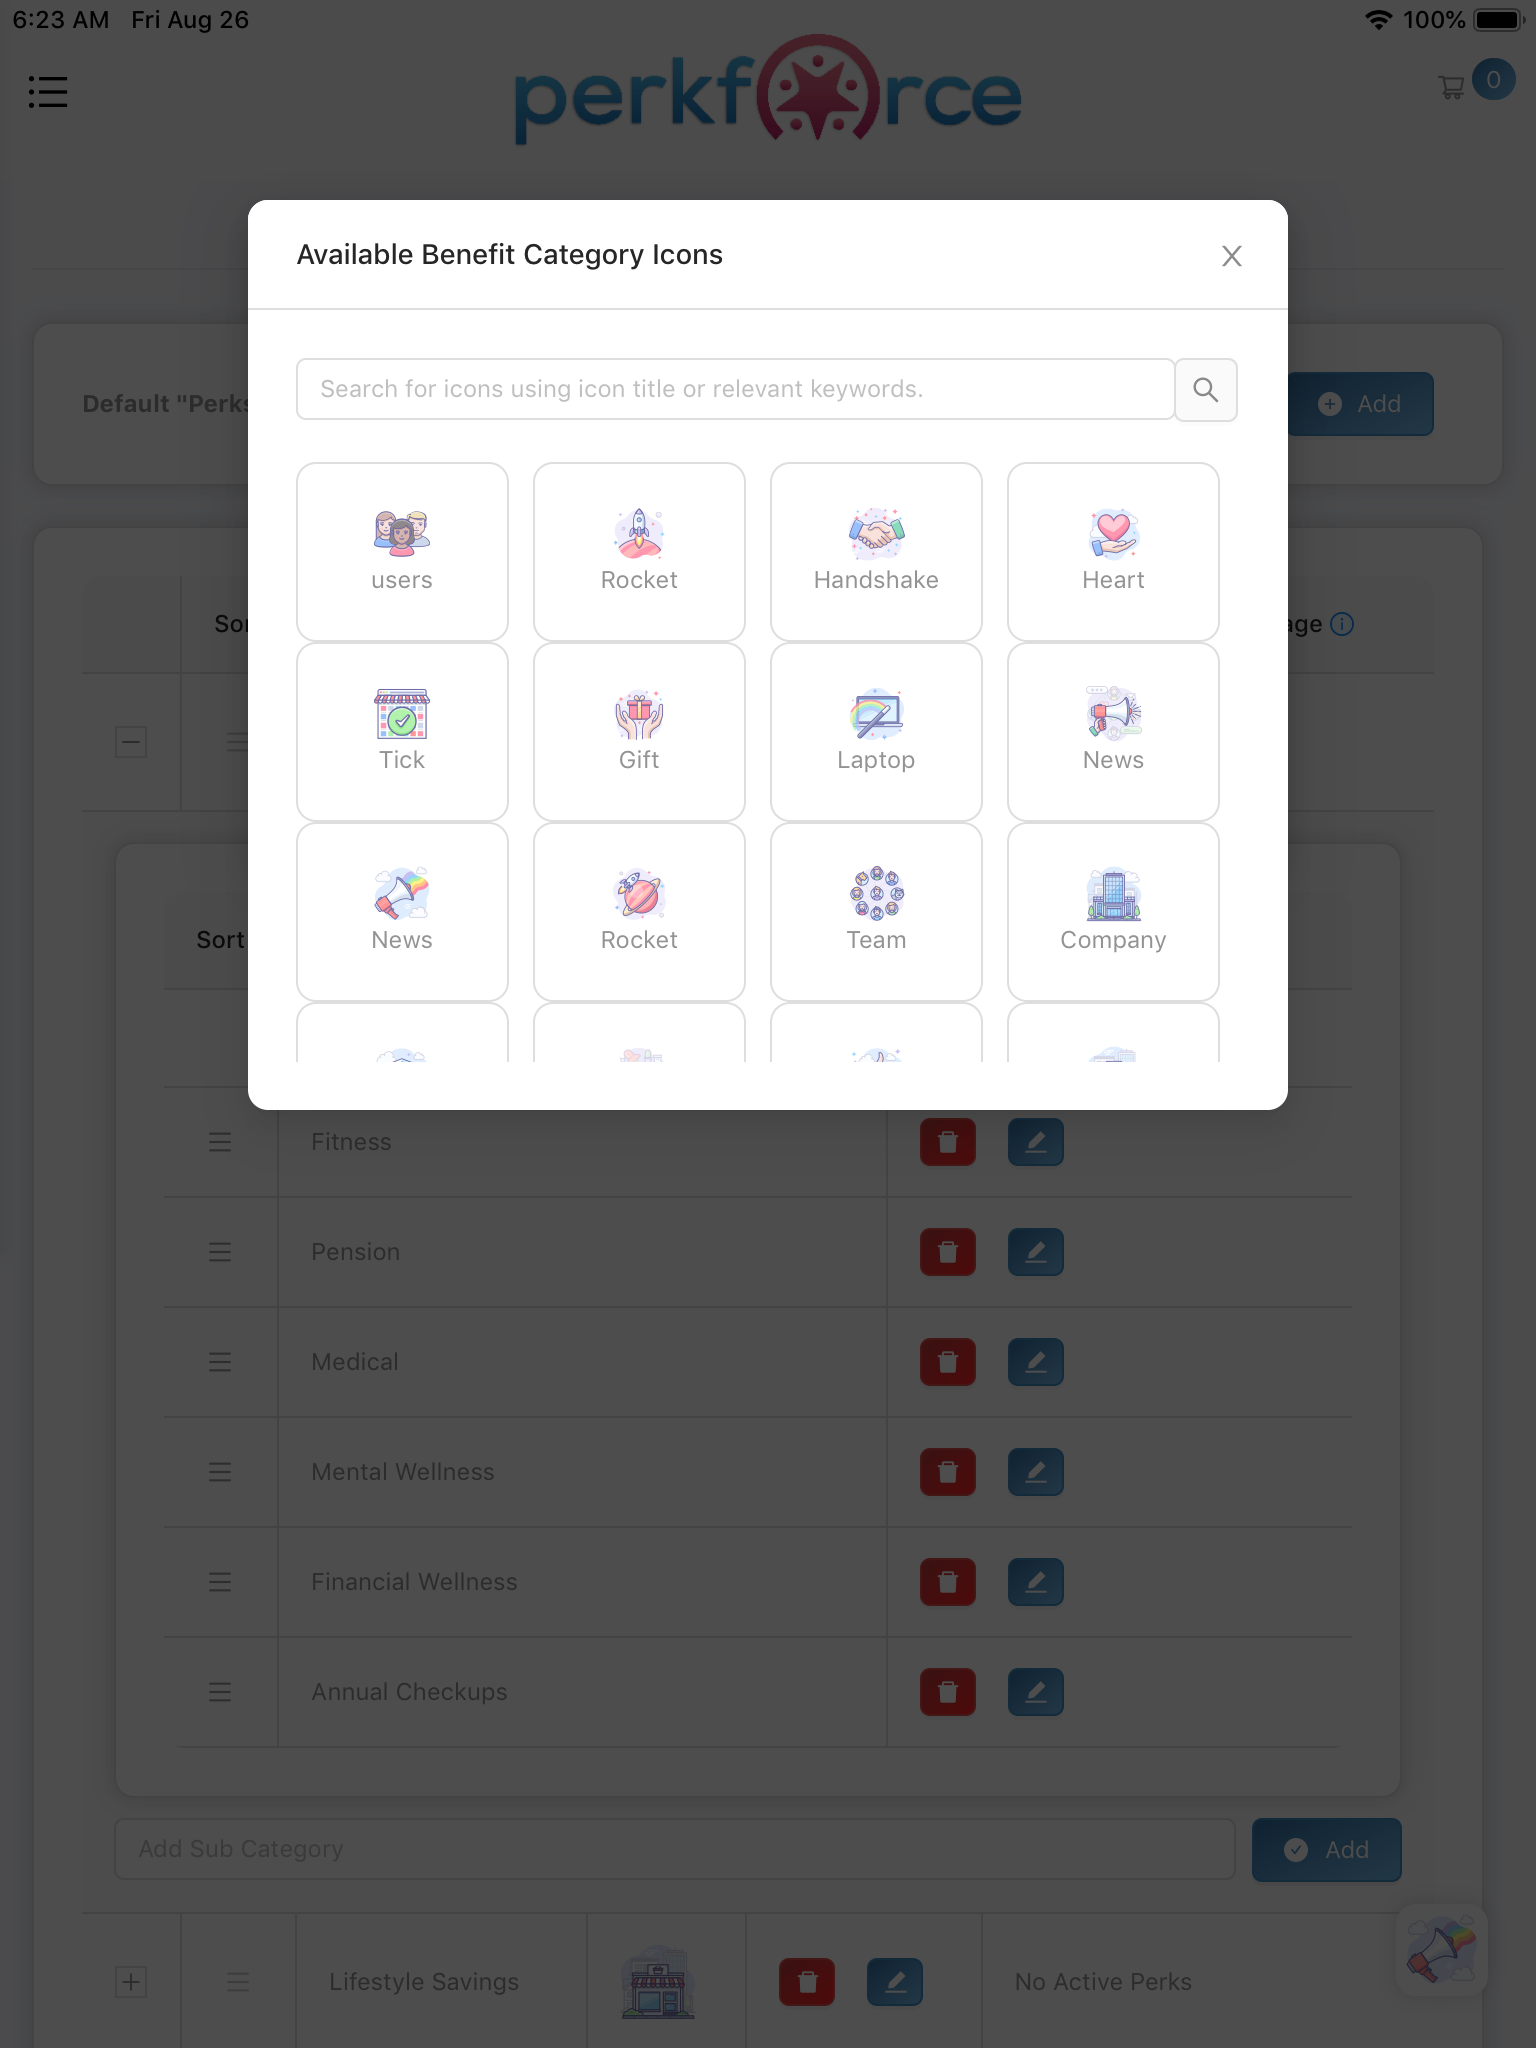 6:23 AM Fri Aug 26 100%
perkforce
0
Available Benefit Category Icons
Default "Perks
Search for icons using icon title or relevant keywords.
Add
users Rocket Handshake Heart
age
Tick Gift Laptop News
News Rocket Team Company
Sort
Fitness
Pension
Medical
Mental Wellness
Financial Wellness
Annual Checkups
Add Sub Category
Add
Lifestyle Savings
No Active Perks